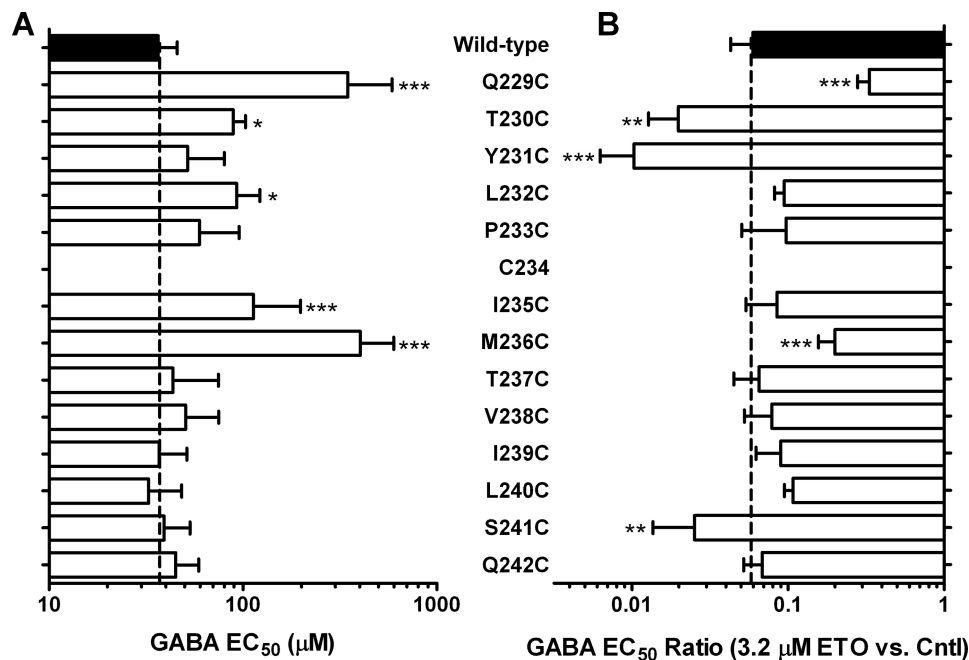 A B
Wild-type
Q229C
***
***
T230C
*
**
Y231C
***
L232C
*
P233C
C234
I235C
***
M236C
***
***
T237C
V238C
I239C
L240C
S241C
**
Q242C
10 100 1000 0.01 0.1 1
GABA EC50 (μM) GABA EC50 Ratio (3.2 μM ETO vs. Cntl)